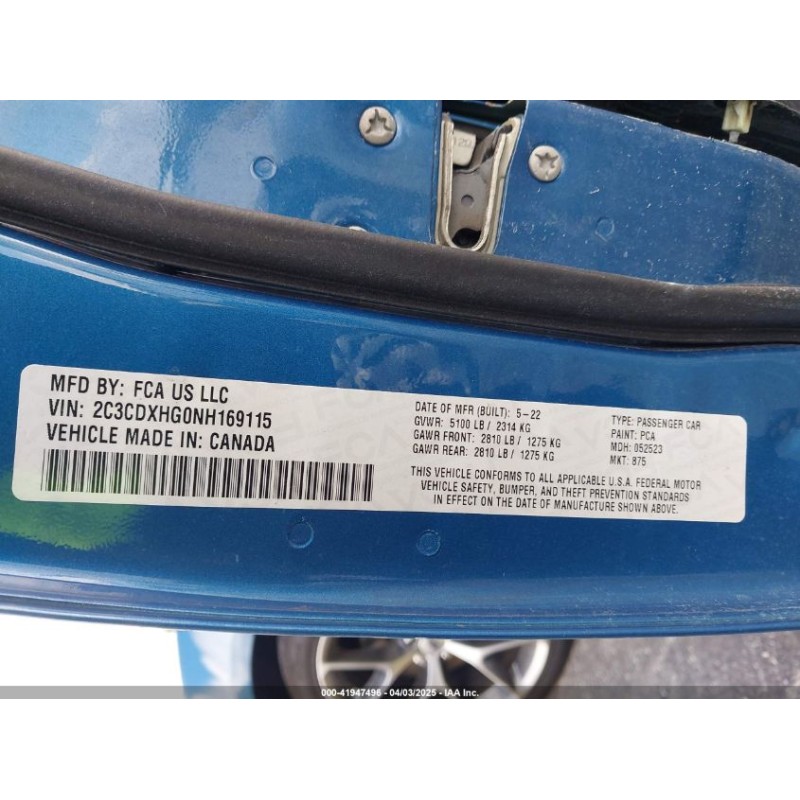 MFD BY: FCA US LLC
VIN: 2C3CDXHG0NH169115
VEHICLE MADE IN: CANADA
DATE OF MFR (BUILT): 5-22
GVWR: 5100 LB / 2314 KG
GAWR FRONT: 2810 LB / 1275 KG
GAWR REAR: 2810 LB / 1275 KG
TYPE: PASSENGER CAR
PAINT: PCA
MDH: 052523
MKT: 875
THIS VEHICLE CONFORMS TO ALL APPLICABLE U.S.A. FEDERAL MOTOR
VEHICLE SAFETY, BUMPER, AND THEFT PREVENTION STANDARDS
IN EFFECT ON THE DATE OF MANUFACTURE SHOWN ABOVE.
000-41947496 - 04/03/2025 - IAA Inc.